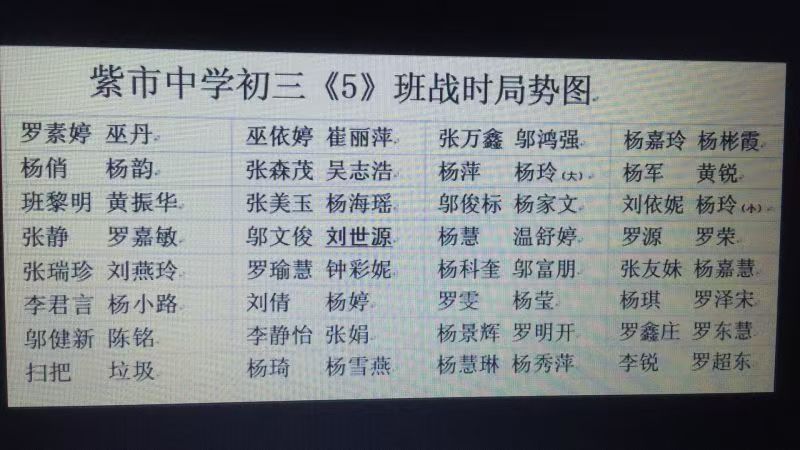 紫市中学初三《5》班战时局势图
罗素婷 巫丹 巫依婷 崔丽萍 张万鑫 邬鸿强 杨嘉玲 杨彬霞
杨俏 杨韵 张森茂 吴志浩 杨萍 杨玲(大) 杨军 黄锐
班黎明 黄振华 张美玉 杨海瑶 邬俊标 杨家文 刘依妮 杨玲(小)
张静 罗嘉敏 邬文俊 刘世源 杨慧 温舒婷 罗源 罗荣
张瑞珍 刘燕玲 罗瑜慧 钟彩妮 杨科奎 邬富朋 张友妹 杨嘉慧
李君言 杨小路 刘倩 杨婷 罗雯 杨莹 杨琪 罗泽宋
邬健新 陈铭 李静怡 张娟 杨景辉 罗明开 罗鑫庄 罗东慧
扫把 垃圾 杨琦 杨雪燕 杨慧琳 杨秀萍 李锐 罗超东